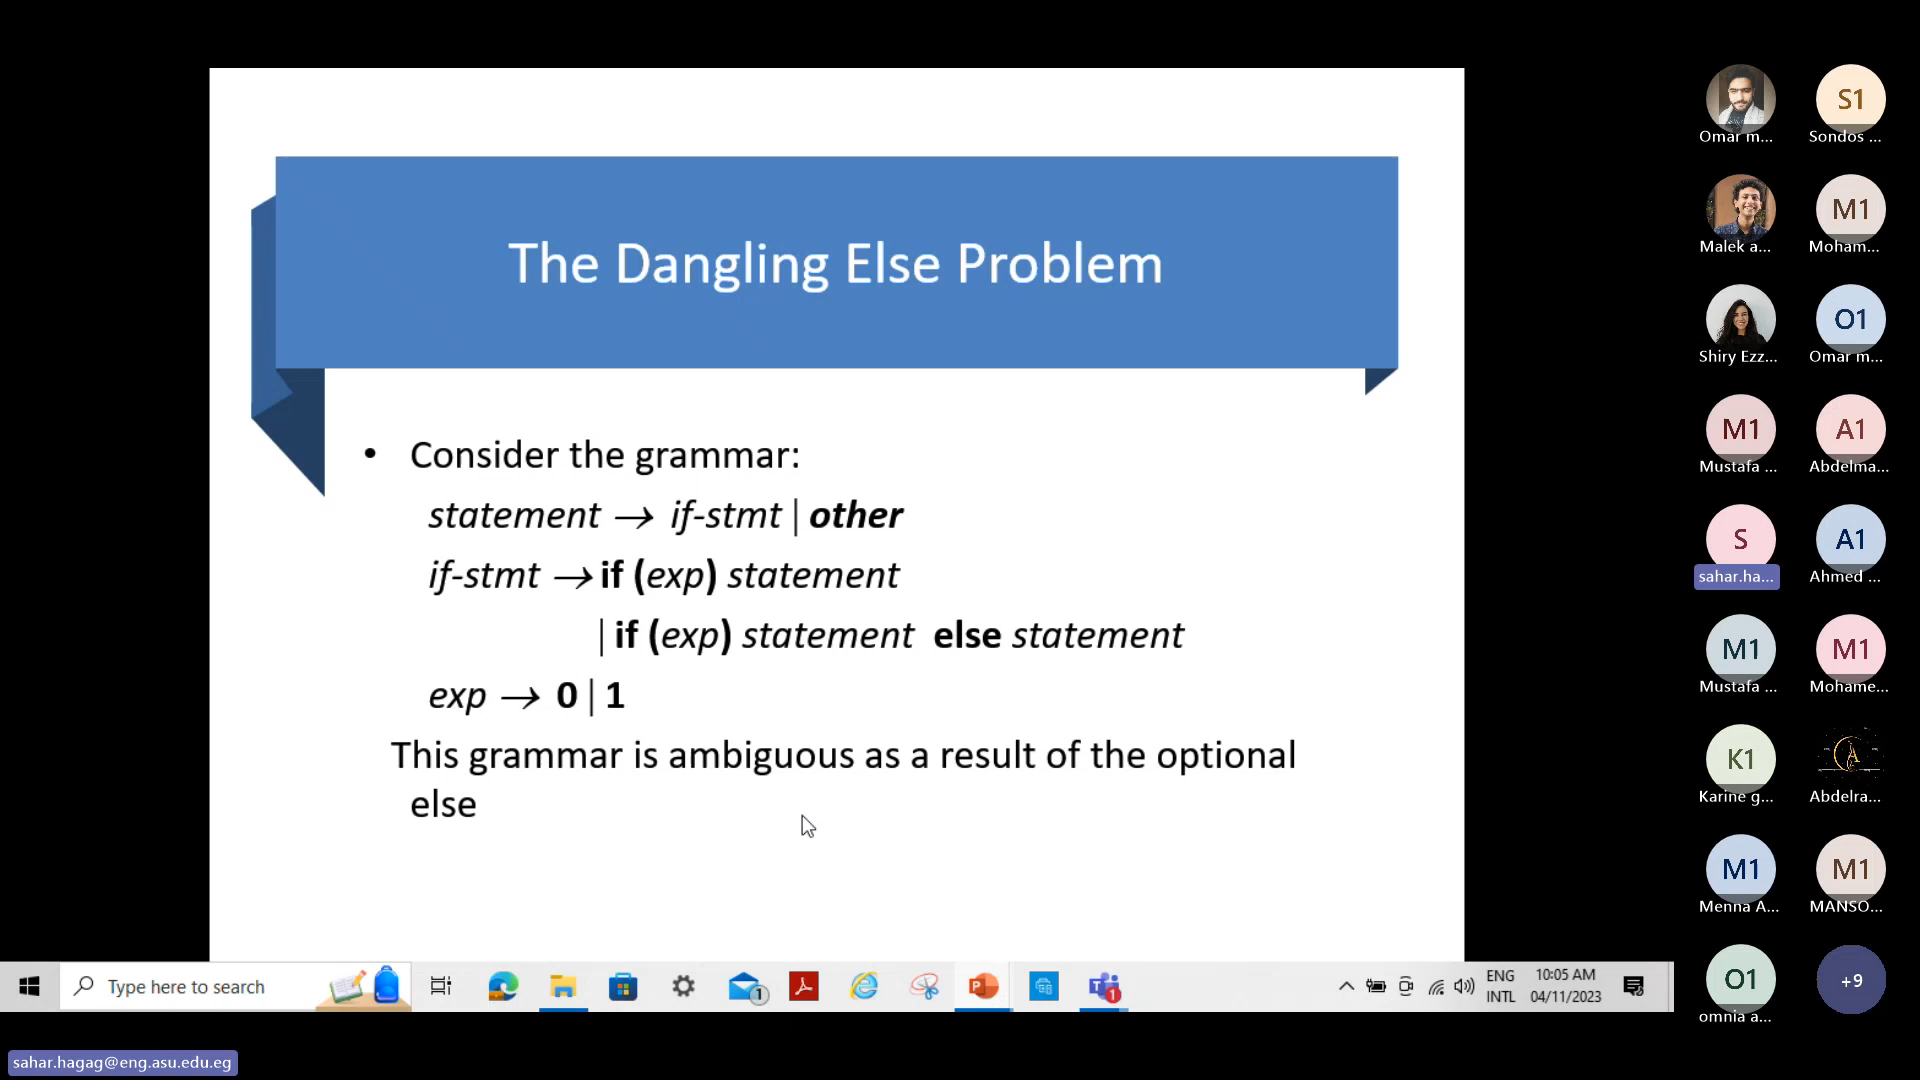 The Dangling Else Problem
• Consider the grammar:
statement → if-stmt | other
if-stmt → if (exp) statement
| if (exp) statement else statement
exp → 0 | 1
This grammar is ambiguous as a result of the optional
else
Omar m...
S1
Sondos ...
Malek a...
M1
Moham...
Shiry Ezz...
O1
Omar m...
M1
Mustafa ...
A1
Abdelma...
S
sahar.ha...
A1
Ahmed ...
M1
Mustafa ...
M1
Mohame...
K1
Karine g...
A
Abdelra...
M1
Menna A...
M1
MANSO...
O1
omnia a...
+9
Type here to search
1
1
ENG
INTL
10:05 AM
04/11/2023
sahar.hagag@eng.asu.edu.eg